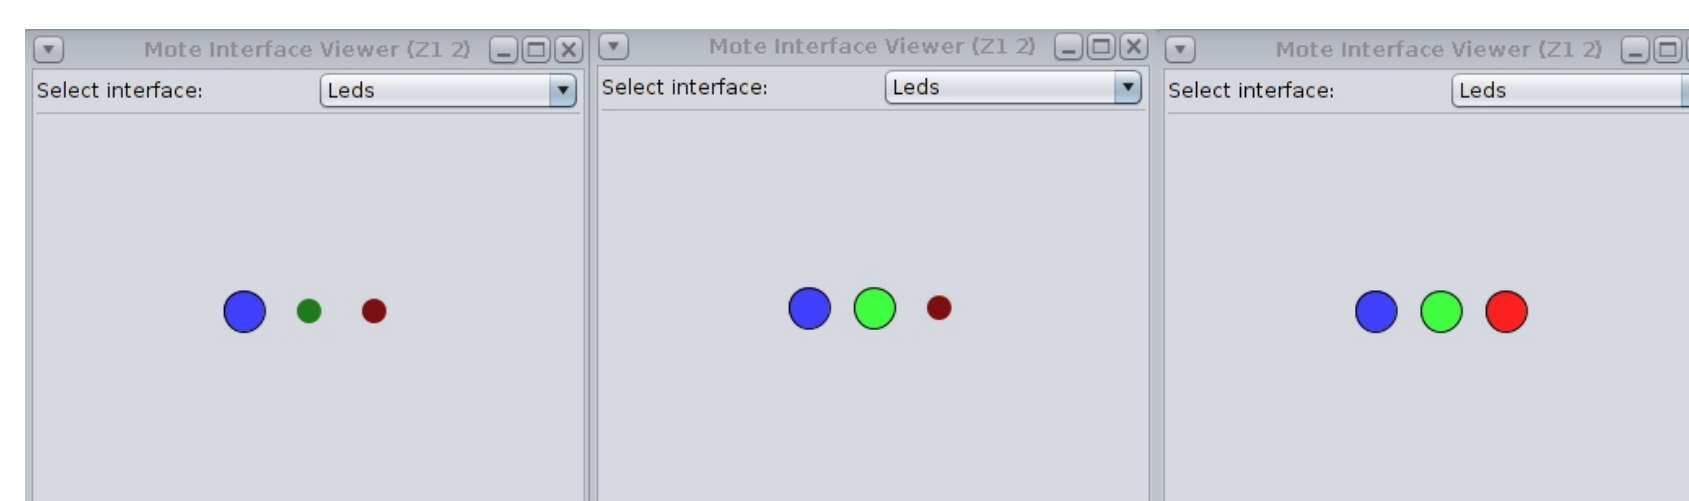 Mote Interface Viewer (Z1 2)
Select interface:
Leds
Mote Interface Viewer (Z1 2)
Select interface:
Leds
Mote Interface Viewer (Z1 2)
Select interface:
Leds